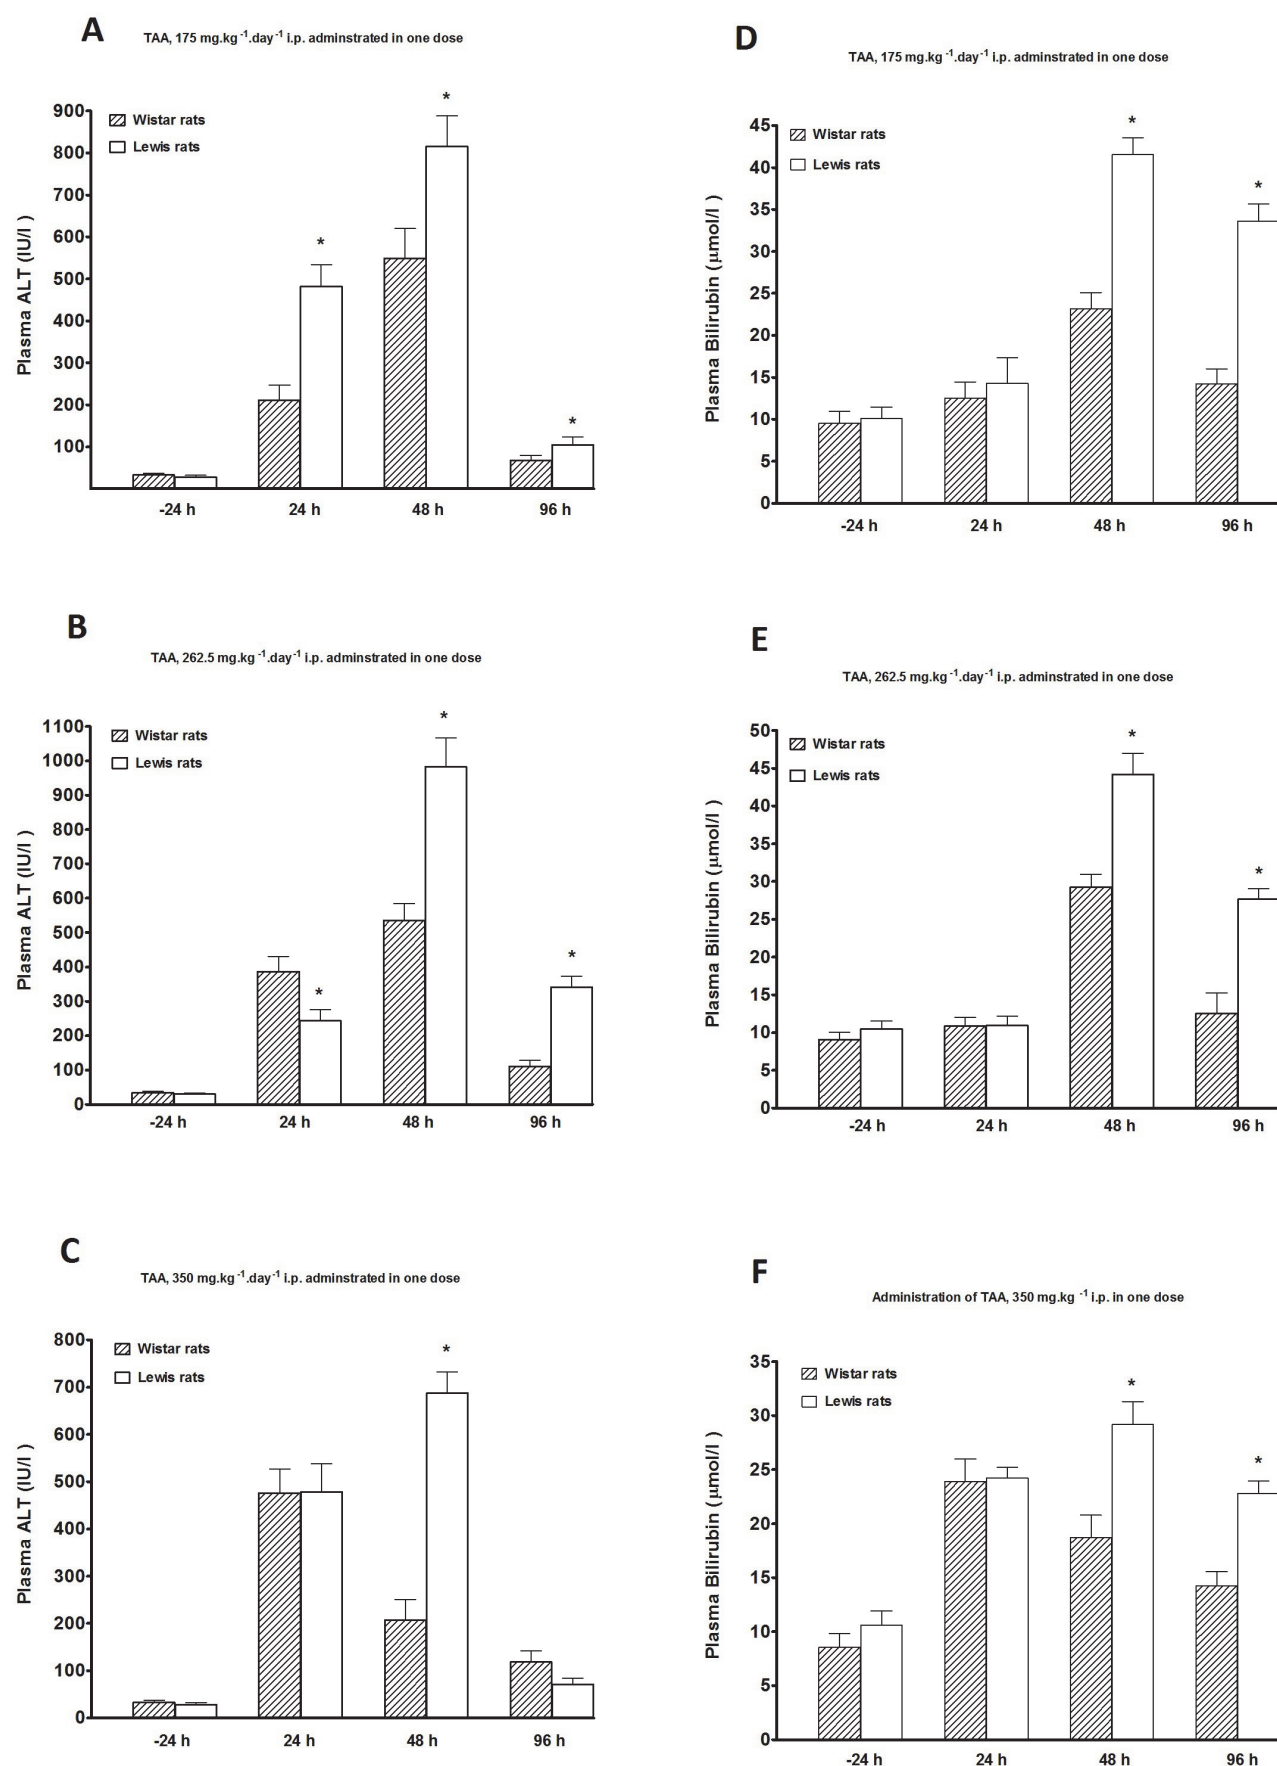 A
TAA, 175 mg.kg -1.day-1 i.p. adminstrated in one dose
Wistar rats
Lewis rats
Plasma ALT (IU/l )
900
800
700
600
500
400
300
200
100
-24 h 24 h 48 h 96 h
*
*
*
D
TAA, 175 mg.kg -1.day-1 i.p. adminstrated in one dose
Wistar rats
Lewis rats
Plasma Bilirubin (μmol/l )
45
40
35
30
25
20
15
10
5
0
-24 h 24 h 48 h 96 h
*
*
B
TAA, 262.5 mg.kg -1.day-1 i.p. adminstrated in one dose
Wistar rats
Lewis rats
Plasma ALT (IU/l )
1100
1000
900
800
700
600
500
400
300
200
100
0
-24 h 24 h 48 h 96 h
*
*
*
E
TAA, 262.5 mg.kg -1.day-1 i.p. adminstrated in one dose
Wistar rats
Lewis rats
Plasma Bilirubin (μmol/l )
50
45
40
35
30
25
20
15
10
5
0
-24 h 24 h 48 h 96 h
*
*
C
TAA, 350 mg.kg -1.day-1 i.p. adminstrated in one dose
Wistar rats
Lewis rats
Plasma ALT (IU/l )
800
700
600
500
400
300
200
100
0
-24 h 24 h 48 h 96 h
*
F
Administration of TAA, 350 mg.kg -1 i.p. in one dose
Wistar rats
Lewis rats
Plasma Bilirubin (μmol/l )
35
30
25
20
15
10
5
0
-24 h 24 h 48 h 96 h
*
*